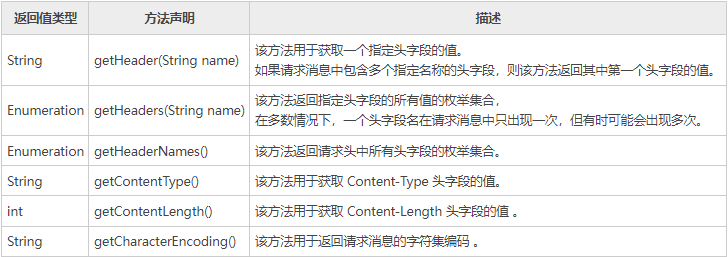 返回值类型 方法声明 描述
String getHeader(String name) 该方法用于获取一个指定头字段的值。
如果请求消息中包含多个指定名称的头字段，则该方法返回其中第一个头字段的值。
Enumeration getHeaders(String name) 该方法返回指定头字段的所有值的枚举集合，
在多数情况下，一个头字段名在请求消息中只出现一次，但有时可能会出现多次。
Enumeration getHeaderNames() 该方法返回请求头中所有头字段的枚举集合。
String getContentType() 该方法用于获取 Content-Type 头字段的值。
int getContentLength() 该方法用于获取 Content-Length 头字段的值 。
String getCharacterEncoding() 该方法用于返回请求消息的字符集编码 。